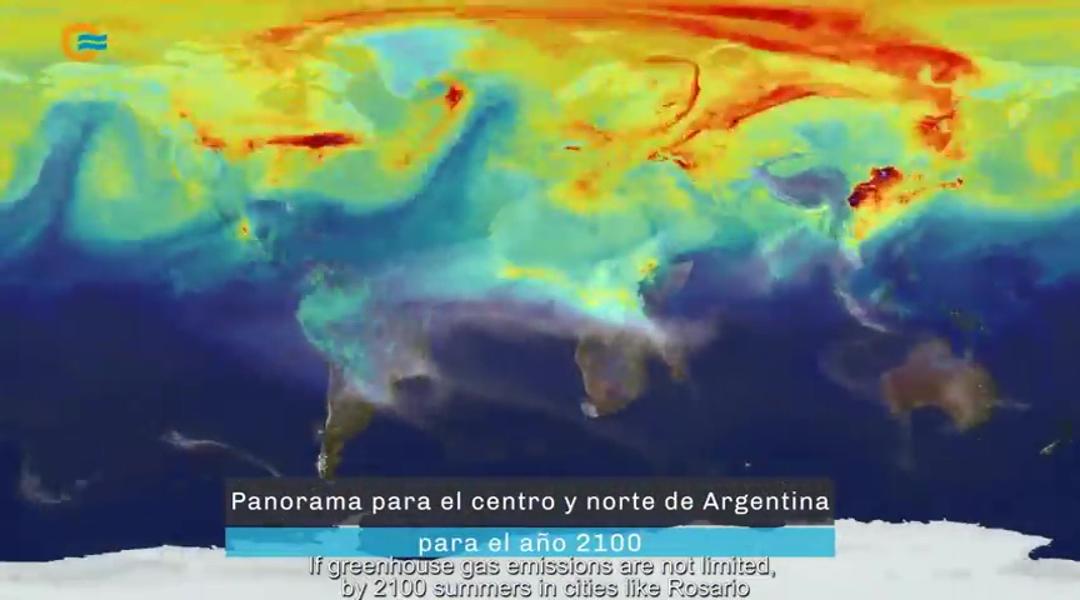 Panorama para el centro y norte de Argentina
para el año 2100
If greenhouse gas emissions are not limited,
by 2100 summers in cities like Rosario